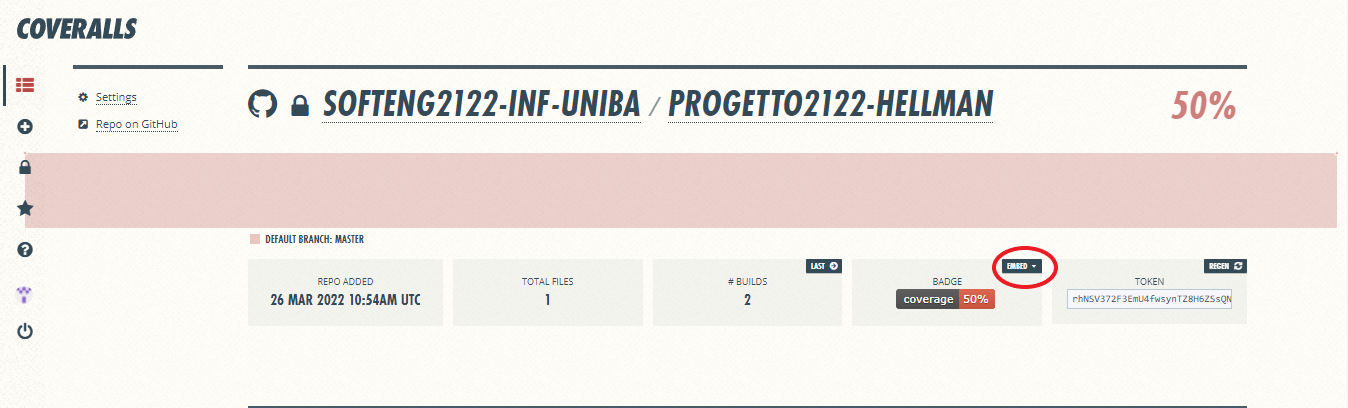 COVERALLS
Settings
Repo on GitHub
SOFTENG2122-INF-UNIBA / PROGETTO2122-HELLMAN
50%
DEFAULT BRANCH: MASTER
REPO ADDED
26 MAR 2022 10:54AM UTC
TOTAL FILES
1
LAST
# BUILDS
2
EMBED
BADGE
coverage 50%
REGEN
TOKEN
rhNSV372F3EmU4fwsynTZ8H6ZSsQN